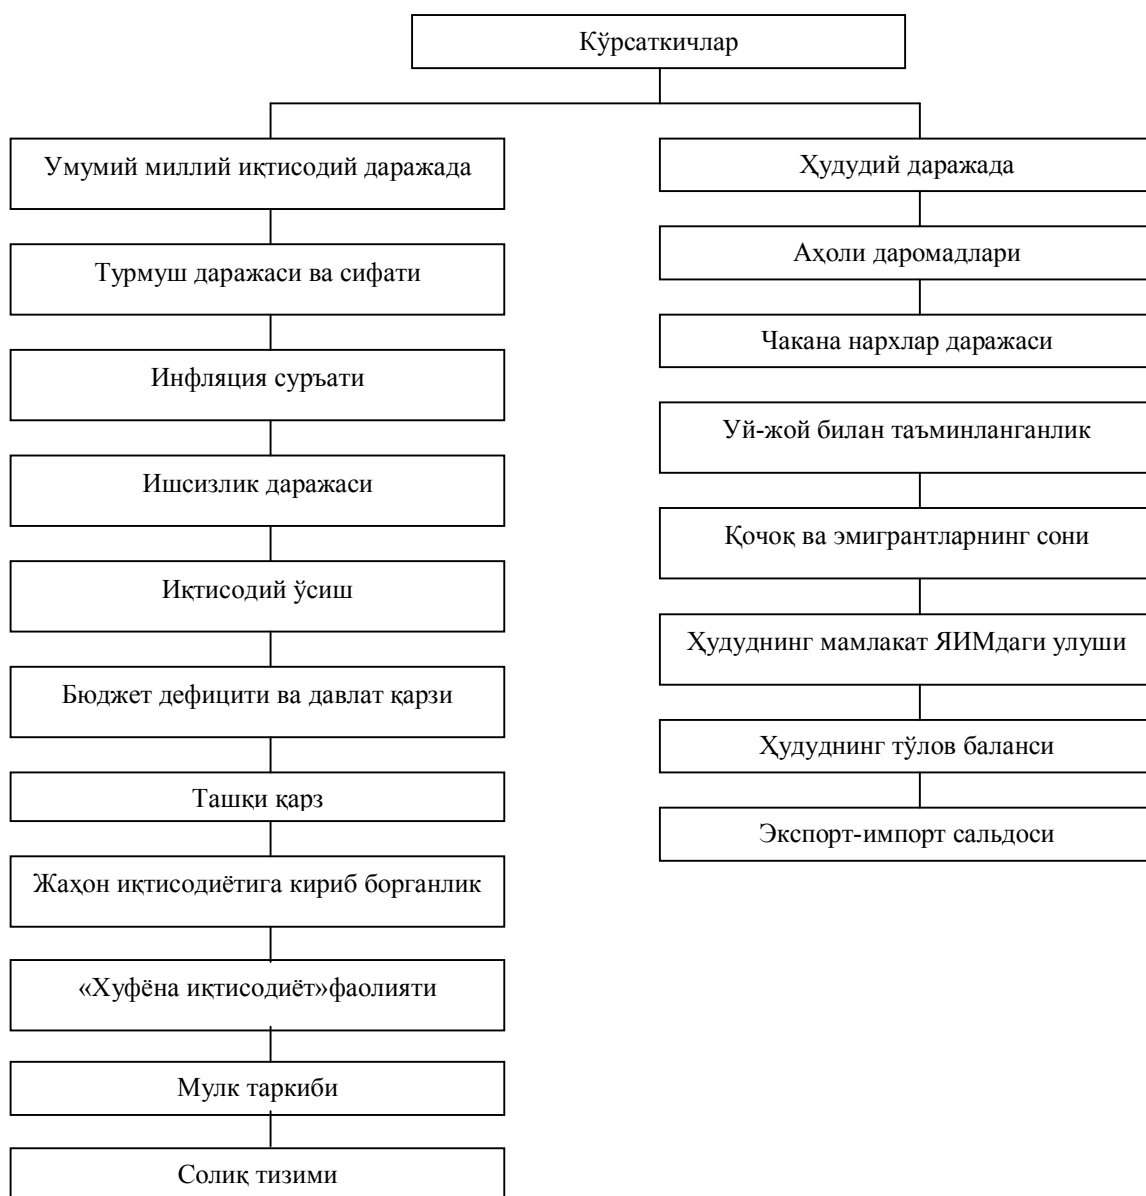 Кўрсаткичлар
Умумий миллий иқтисодий даражада
Турмуш даражаси ва сифати
Инфляция суръати
Ишсизлик даражаси
Иқтисодий ўсиш
Бюджет дефицити ва давлат қарзи
Ташқи қарз
Жаҳон иқтисодиётига кириб борганлик
«Хуфёна иқтисодиёт»фаолияти
Мулк таркиби
Солиқ тизими
Ҳудудий даражада
Аҳоли даромадлари
Чакана нархлар даражаси
Уй-жой билан таъминланганлик
Қочоқ ва эмигрантларнинг сони
Ҳудуднинг мамлакат ЯИМдаги улуши
Ҳудуднинг тўлов баланси
Экспорт-импорт сальдоси